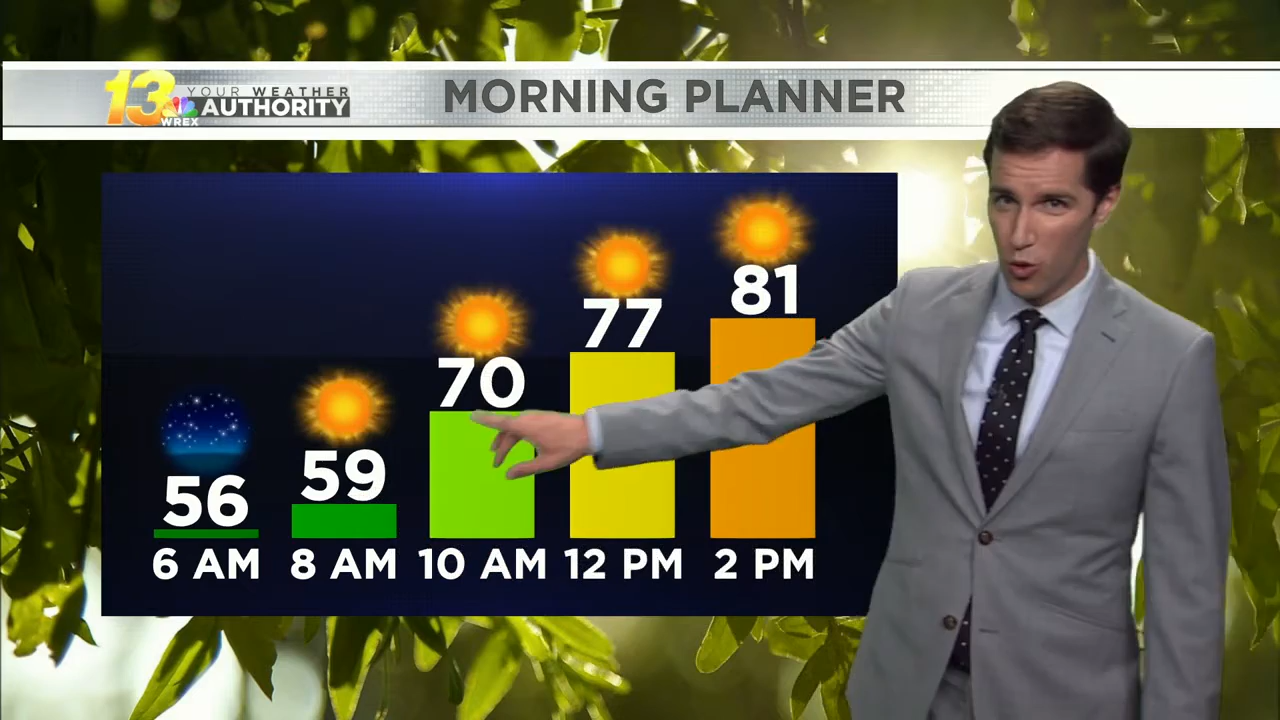 13
WREX
YOUR WEATHER
AUTHORITY
MORNING PLANNER
56
59
70
77
81
6 AM
8 AM
10 AM
12 PM
2 PM